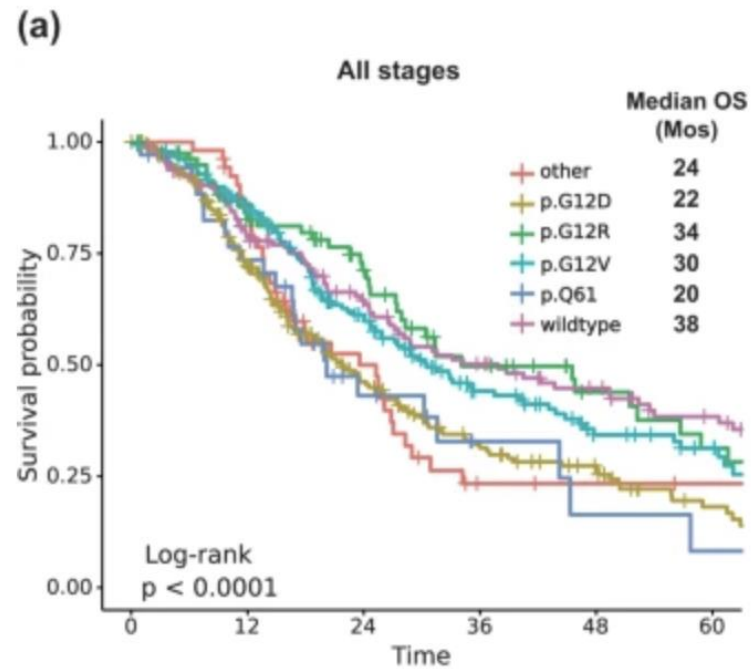 (a)
All stages
Median OS
(Mos)
other 24
p.G12D 22
p.G12R 34
p.G12V 30
p.Q61 20
wildtype 38
Survival probability
1.00
0.75
0.50
0.25
0.00
Log-rank
p < 0.0001
0 12 24 36 48 60
Time